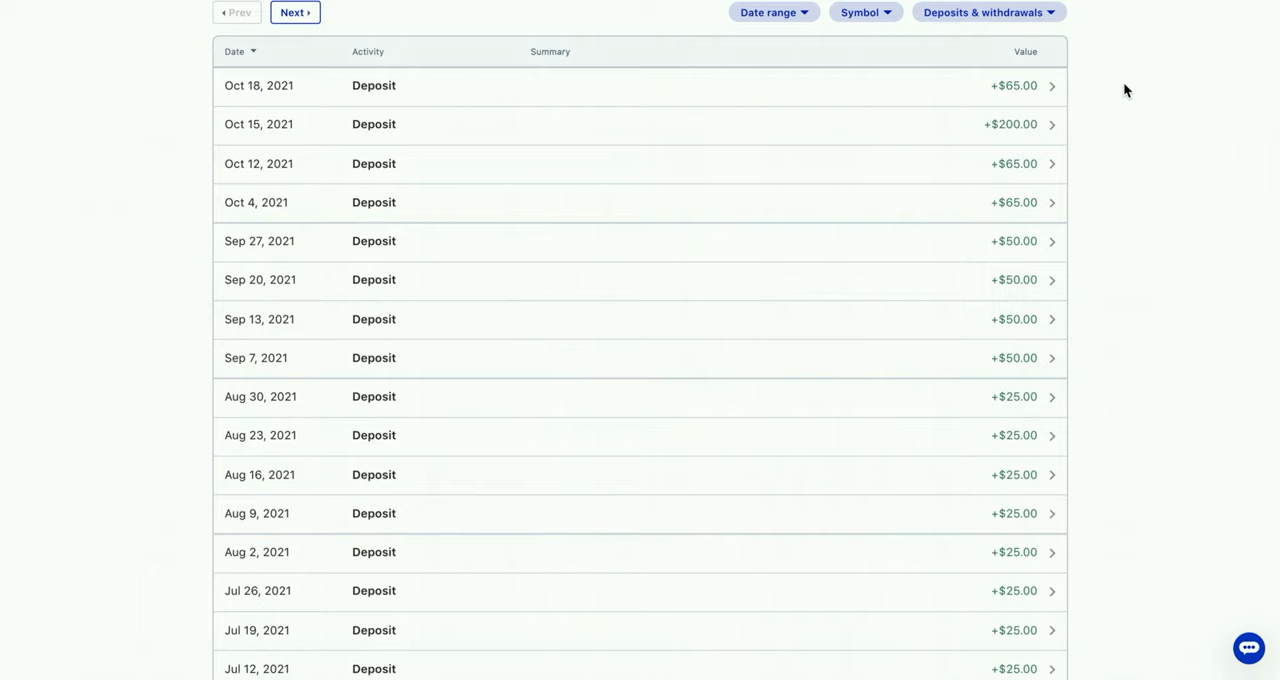 Prev Next Date range Symbol Deposits & withdrawals
Date Activity Summary Value
Oct 18, 2021 Deposit +$65.00
Oct 15, 2021 Deposit +$200.00
Oct 12, 2021 Deposit +$65.00
Oct 4, 2021 Deposit +$65.00
Sep 27, 2021 Deposit +$50.00
Sep 20, 2021 Deposit +$50.00
Sep 13, 2021 Deposit +$50.00
Sep 7, 2021 Deposit +$50.00
Aug 30, 2021 Deposit +$25.00
Aug 23, 2021 Deposit +$25.00
Aug 16, 2021 Deposit +$25.00
Aug 9, 2021 Deposit +$25.00
Aug 2, 2021 Deposit +$25.00
Jul 26, 2021 Deposit +$25.00
Jul 19, 2021 Deposit +$25.00
Jul 12, 2021 Deposit +$25.00